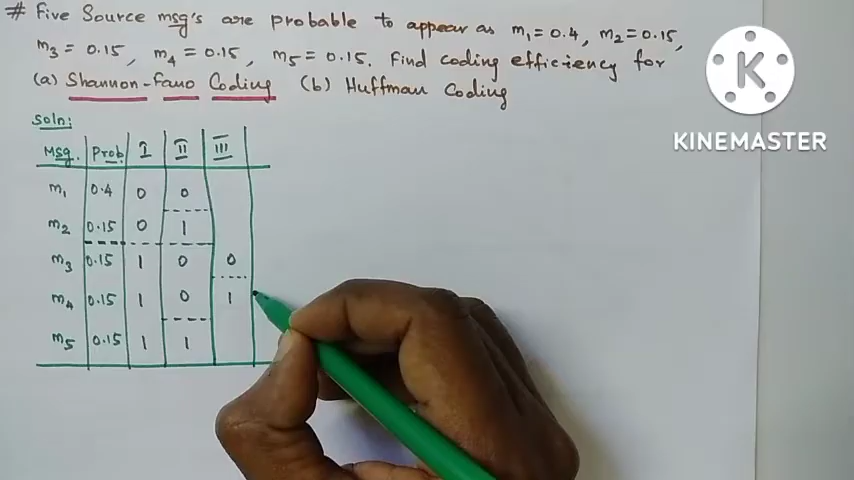 # Five Source msg's are probable to appear as m1 = 0.4, m2 = 0.15,
m3 = 0.15, m4 = 0.15, m5 = 0.15. Find coding efficiency for
(a) Shannon-Fano Coding (b) Huffman Coding
K
KINEMASTER
Soln:
Msg. Prob I II III
m1 0.4 0 0
m2 0.15 0 1
m3 0.15 1 0 0
m4 0.15 1 0 1
m5 0.15 1 1